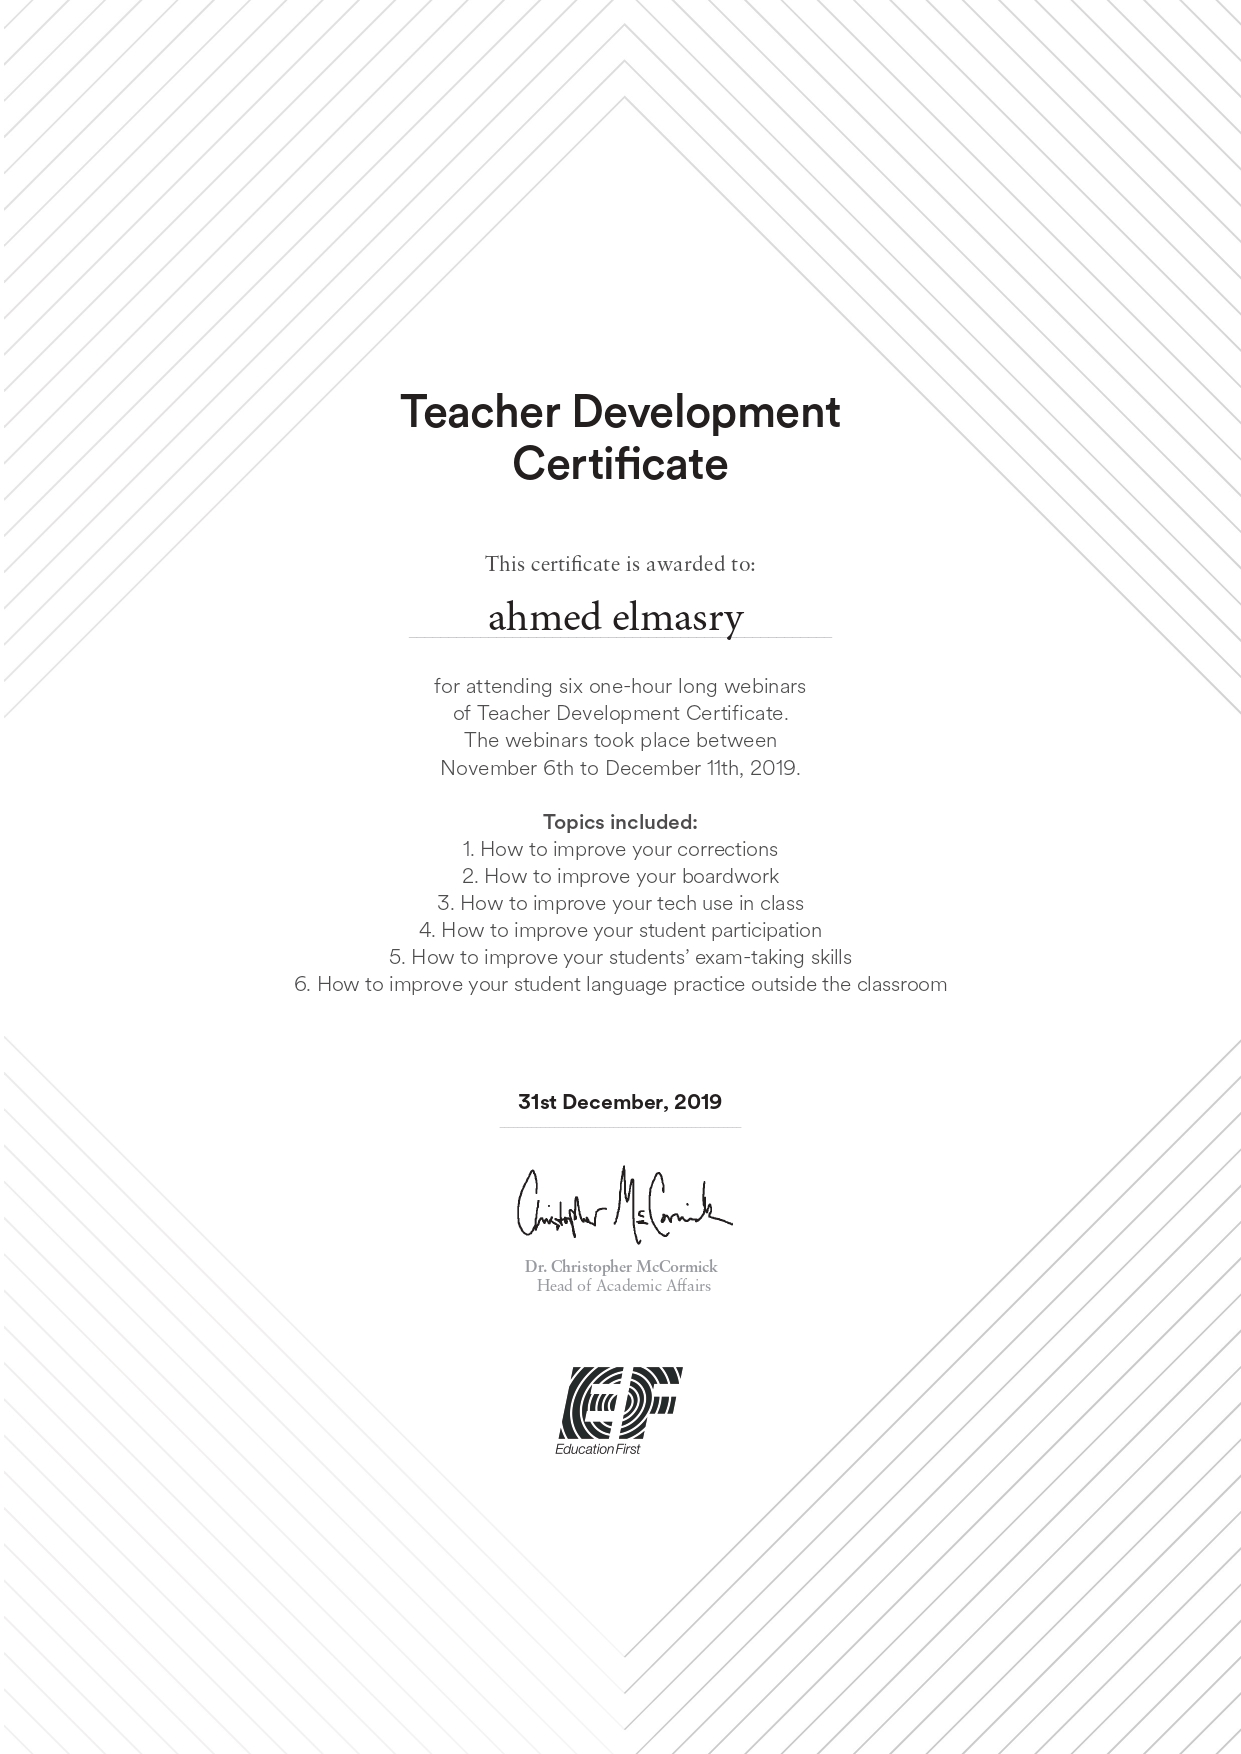 Teacher Development
Certificate
This certificate is awarded to:
ahmed elmasry
for attending six one-hour long webinars
of Teacher Development Certificate.
The webinars took place between
November 6th to December 11th, 2019.
Topics included:
1. How to improve your corrections
2. How to improve your boardwork
3. How to improve your tech use in class
4. How to improve your student participation
5. How to improve your students’ exam-taking skills
6. How to improve your student language practice outside the classroom
31st December, 2019
Christopher McCormick
Dr. Christopher McCormick
Head of Academic Affairs
EF
Education First